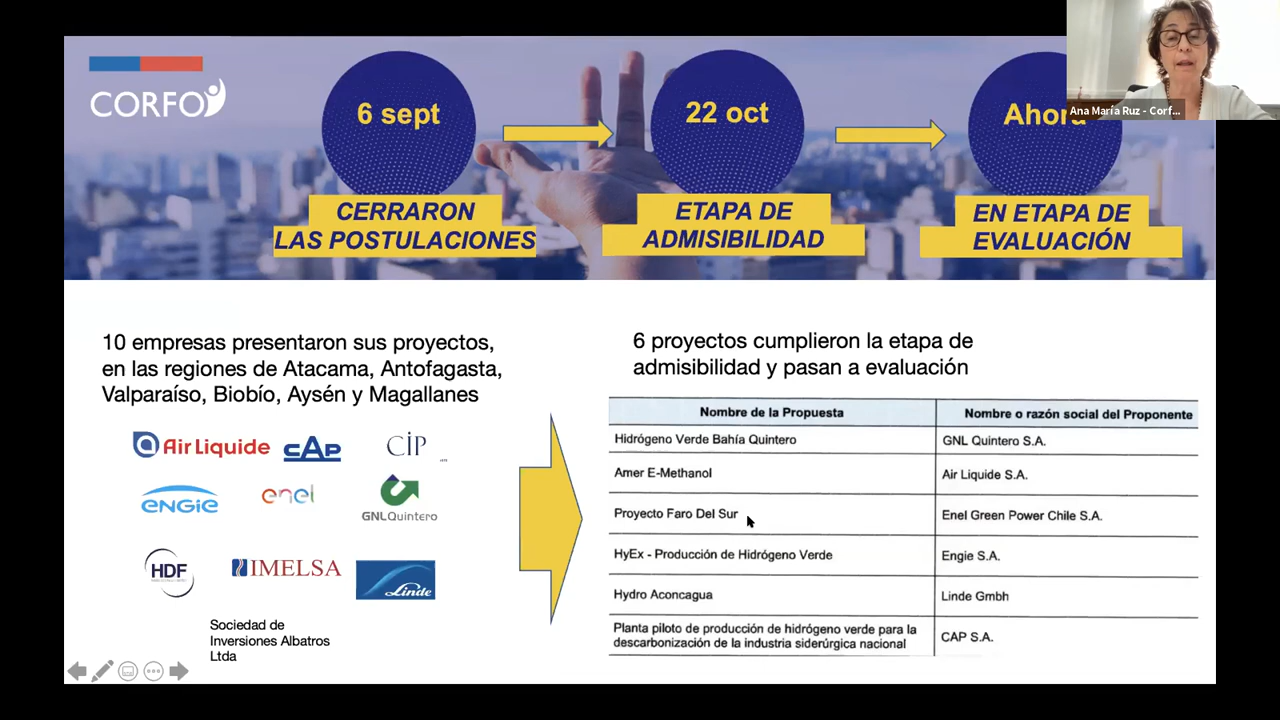 CORFO
6 sept
22 oct
Ahora
Ana María Ruz - Corf...
CERRARON
LAS POSTULACIONES
ETAPA DE
ADMISIBILIDAD
EN ETAPA DE
EVALUACIÓN
10 empresas presentaron sus proyectos,
en las regiones de Atacama, Antofagasta,
Valparaíso, Biobío, Aysén y Magallanes
Air Liquide
CAP
CIP
ENGIE
enel
GNLQuintero
HDF
IMELSA
Linde
Sociedad de
Inversiones Albatros
Ltda
6 proyectos cumplieron la etapa de
admisibilidad y pasan a evaluación
Nombre de la Propuesta Nombre o razón social del Proponente
Hidrógeno Verde Bahía Quintero GNL Quintero S.A.
Amer E-Methanol Air Liquide S.A.
Proyecto Faro Del Sur Enel Green Power Chile S.A.
HyEx - Producción de Hidrógeno Verde Engie S.A.
Hydro Aconcagua Linde Gmbh
Planta piloto de producción de hidrógeno verde para la
descarbonización de la industria siderúrgica nacional CAP S.A.